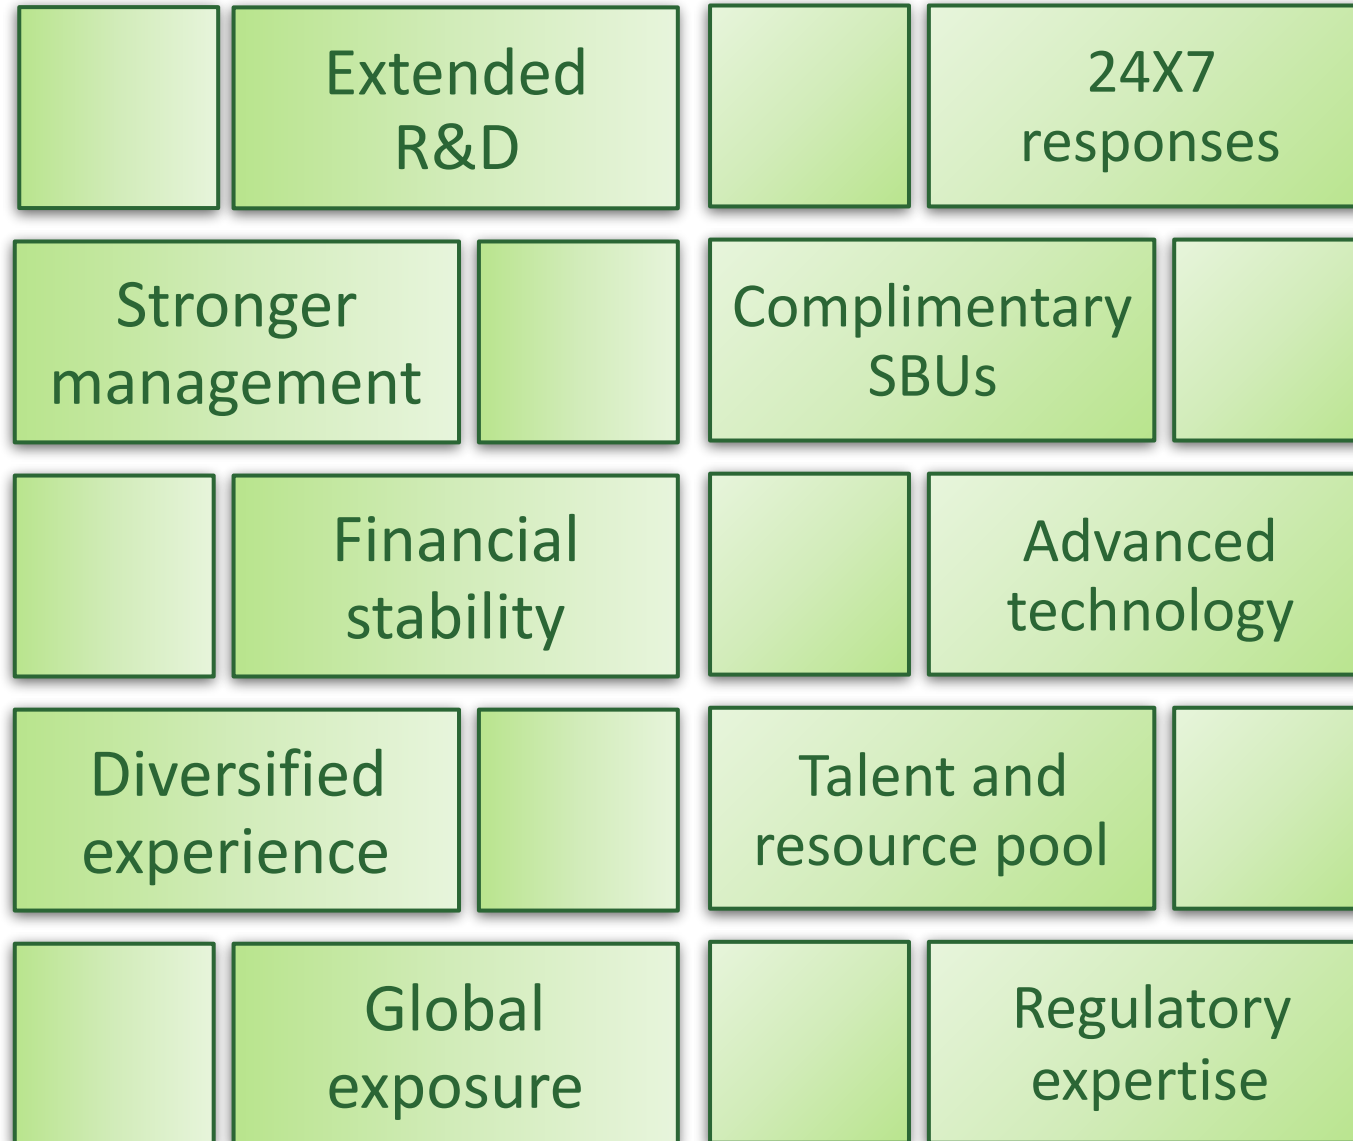 Extended
R&D
24X7
responses
Stronger
management
Complimentary
SBUs
Financial
stability
Advanced
technology
Diversified
experience
Talent and
resource pool
Global
exposure
Regulatory
expertise